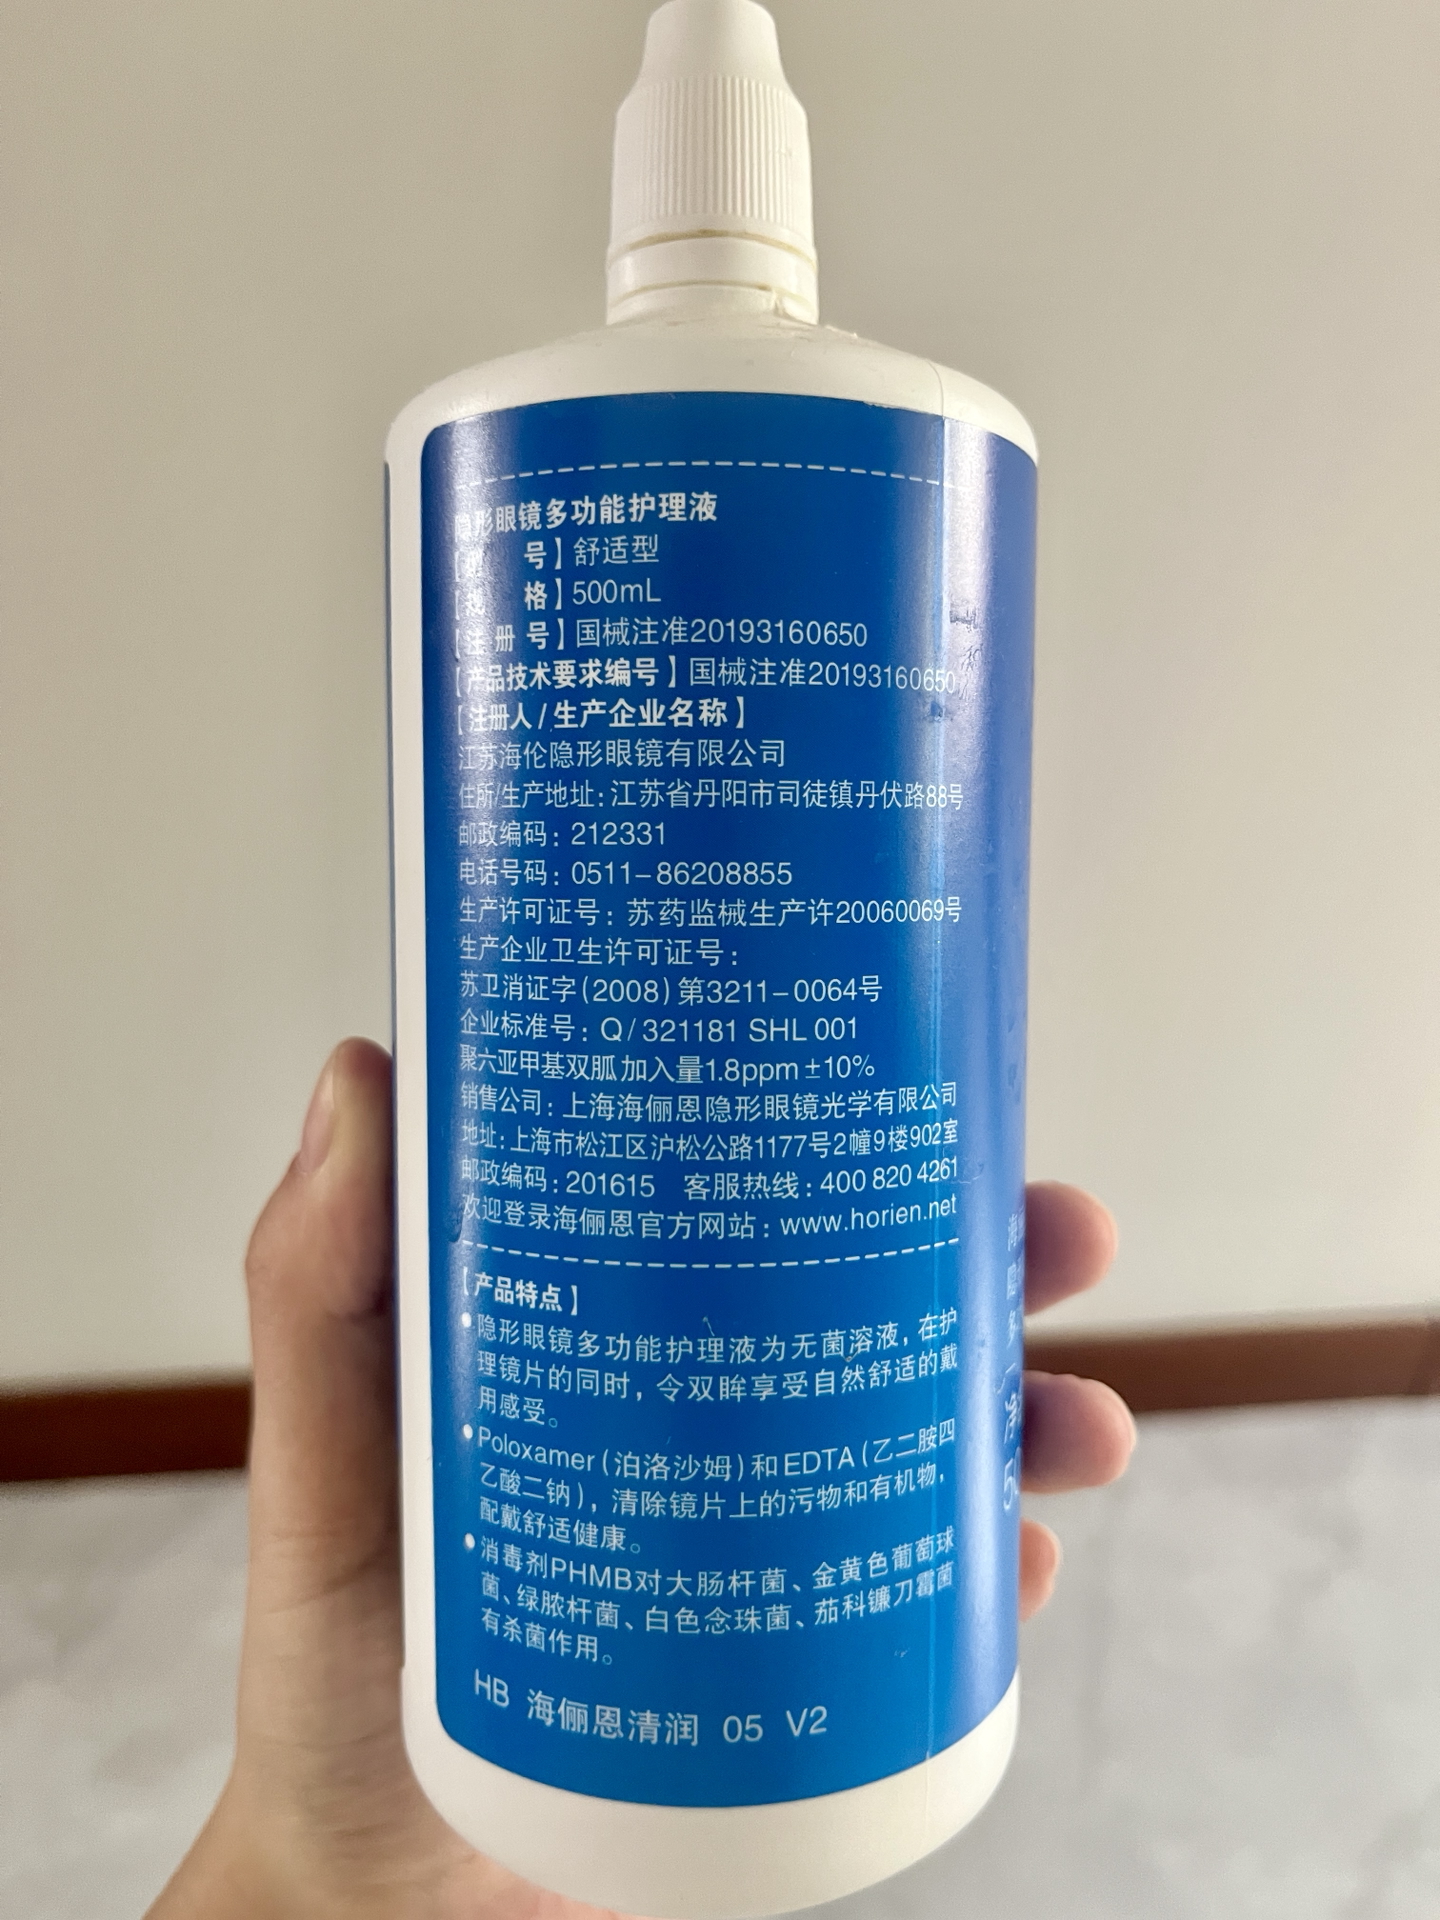 隐形眼镜多功能护理液
【型 号】舒适型
【规 格】500mL
【注 册 号】国械注准20193160650
【产品技术要求编号】国械注准20193160650
【注册人/生产企业名称】
江苏海伦隐形眼镜有限公司
住所/生产地址：江苏省丹阳市司徒镇丹伏路88号
邮政编码：212331
电话号码：0511-86208855
生产许可证号：苏药监械生产许20060069号
生产企业卫生许可证号：
苏卫消证字(2008)第3211-0064号
企业标准号：Q/321181 SHL 001
聚六亚甲基双胍加入量1.8ppm±10%
销售公司：上海海俪恩隐形眼镜光学有限公司
地址：上海市松江区沪松公路1177号2幢9楼902室
邮政编码：201615 客服热线：400 820 4261
欢迎登录海俪恩官方网站：www.horien.net
【产品特点】
●隐形眼镜多功能护理液为无菌溶液，在护
理镜片的同时，令双眸享受自然舒适的戴
用感受。
●Poloxamer(泊洛沙姆)和EDTA(乙二胺四
乙酸二钠)，清除镜片上的污物和有机物，
配戴舒适健康。
●消毒剂PHMB对大肠杆菌、金黄色葡萄球
菌、绿脓杆菌、白色念珠菌、茄科镰刀霉菌
有杀菌作用。
HB 海俪恩清润 05 V2